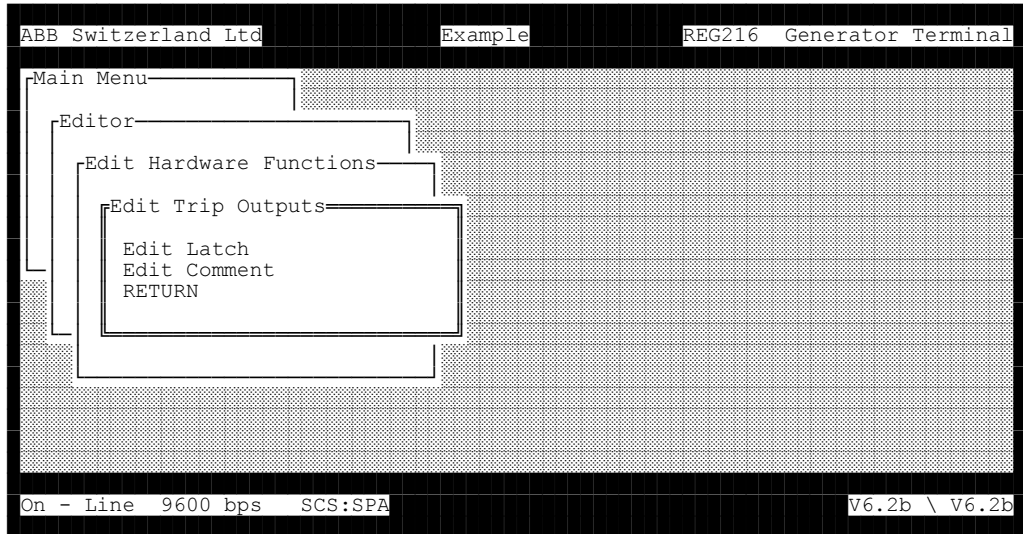 ABB Switzerland Ltd Example REG216 Generator Terminal
Main Menu
Editor
Edit Hardware Functions
Edit Trip Outputs
Edit Latch
Edit Comment
RETURN
On - Line 9600 bps SCS:SPA V6.2b \ V6.2b